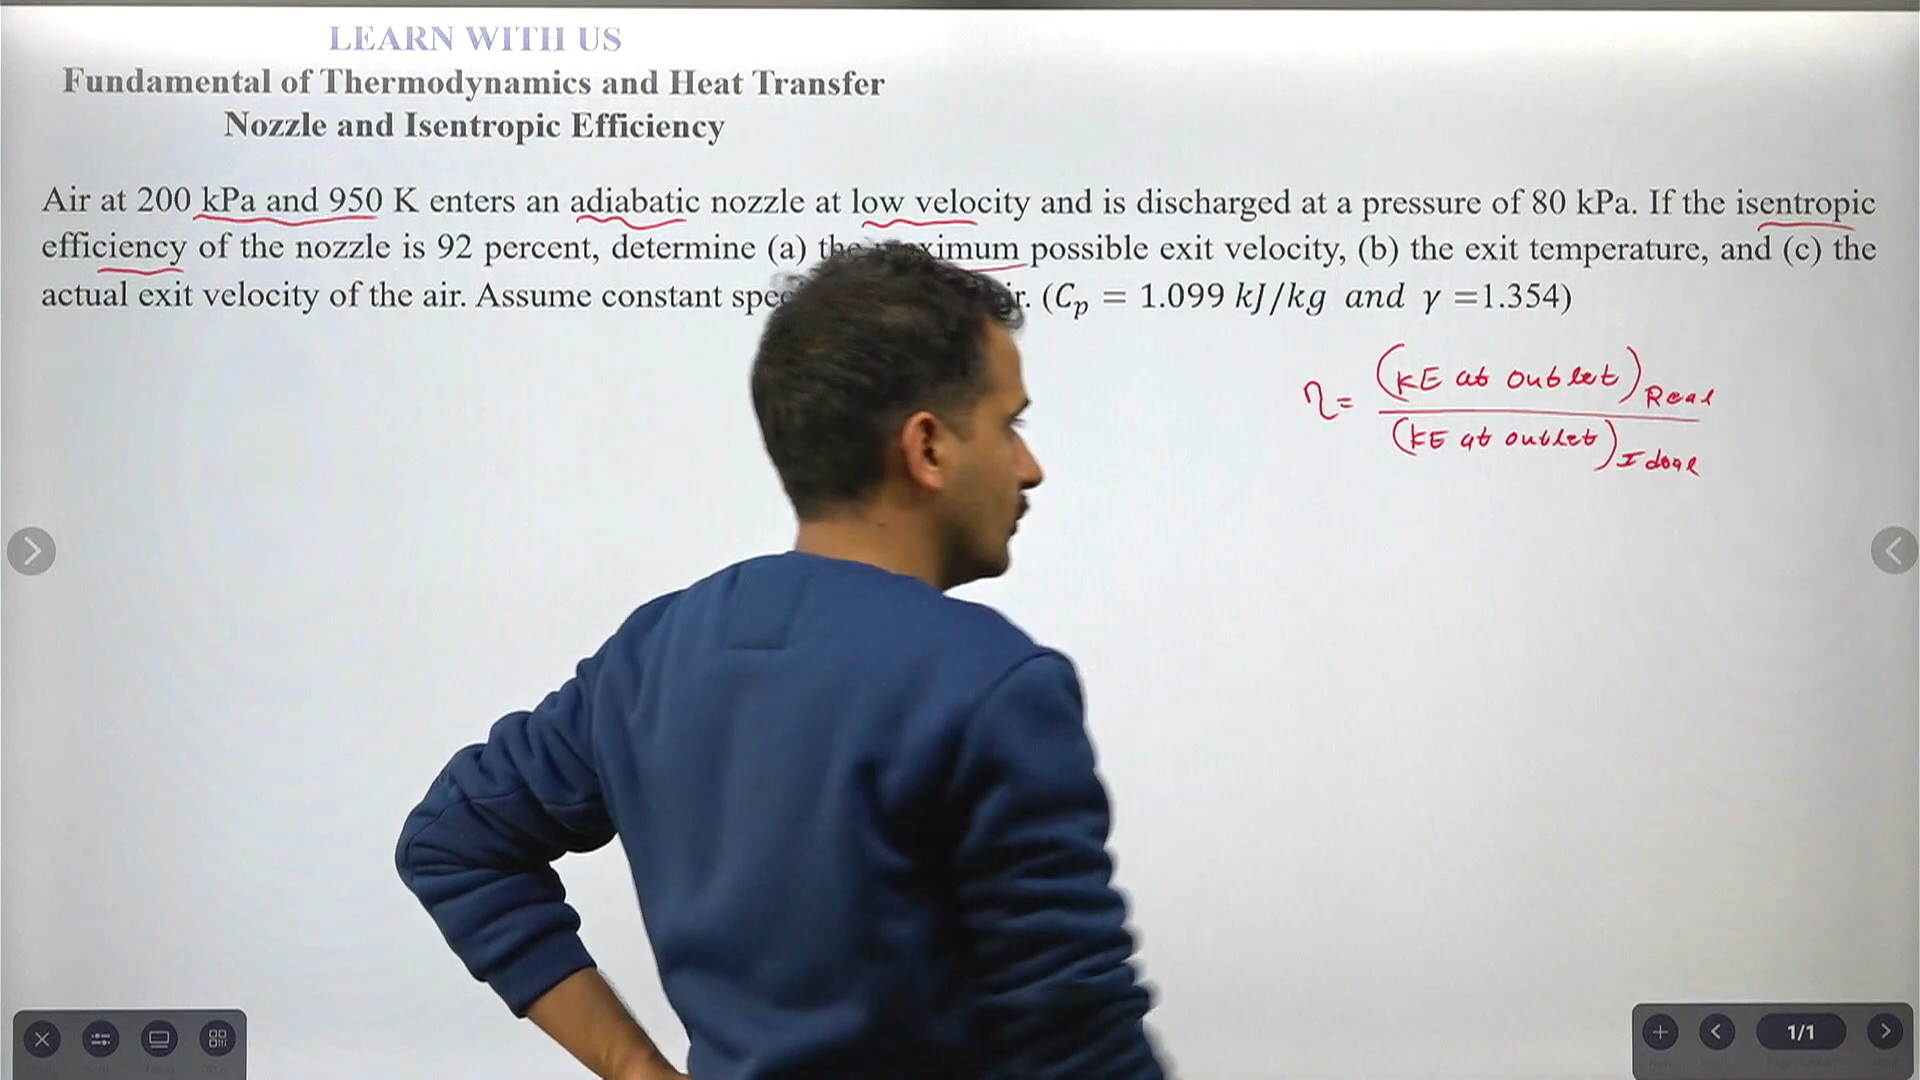 LEARN WITH US
Fundamental of Thermodynamics and Heat Transfer
Nozzle and Isentropic Efficiency
Air at 200 kPa and 950 K enters an adiabatic nozzle at low velocity and is discharged at a pressure of 80 kPa. If the isentropic
efficiency of the nozzle is 92 percent, determine (a) the possible exit velocity, (b) the exit temperature, and (c) the
actual exit velocity of the air. Assume constant (Cp = 1.099 kJ/kg and γ =1.354)
η = (KE at outlet)Real
(KE at outlet)Ideal
1/1